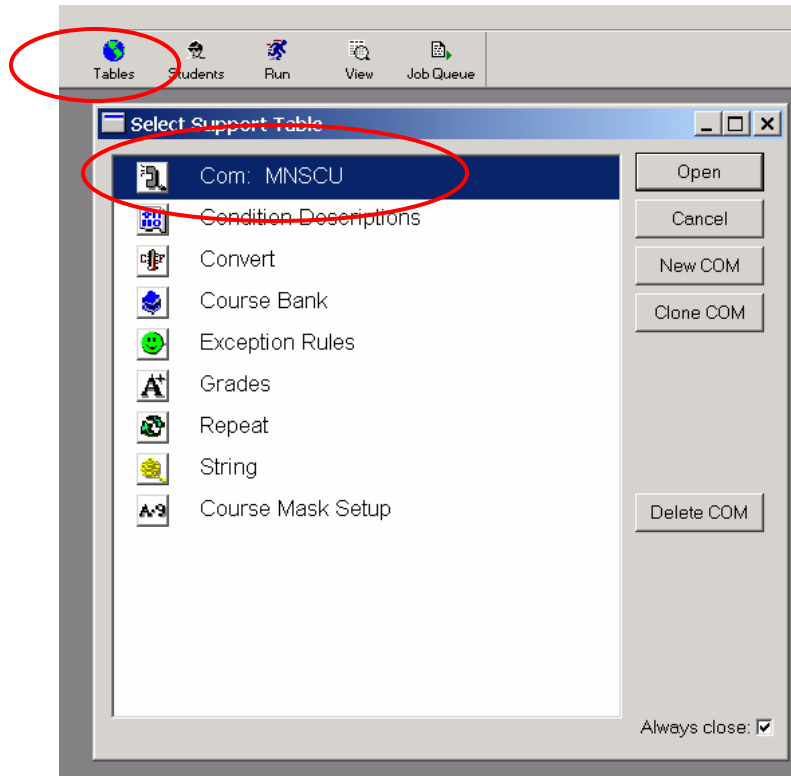 Tables Students Run View Job Queue
Select Support Table
Com: MNSCU
Condition Descriptions
Convert
Course Bank
Exception Rules
Grades
Repeat
String
Course Mask Setup
Open
Cancel
New COM
Clone COM
Delete COM
Always close: